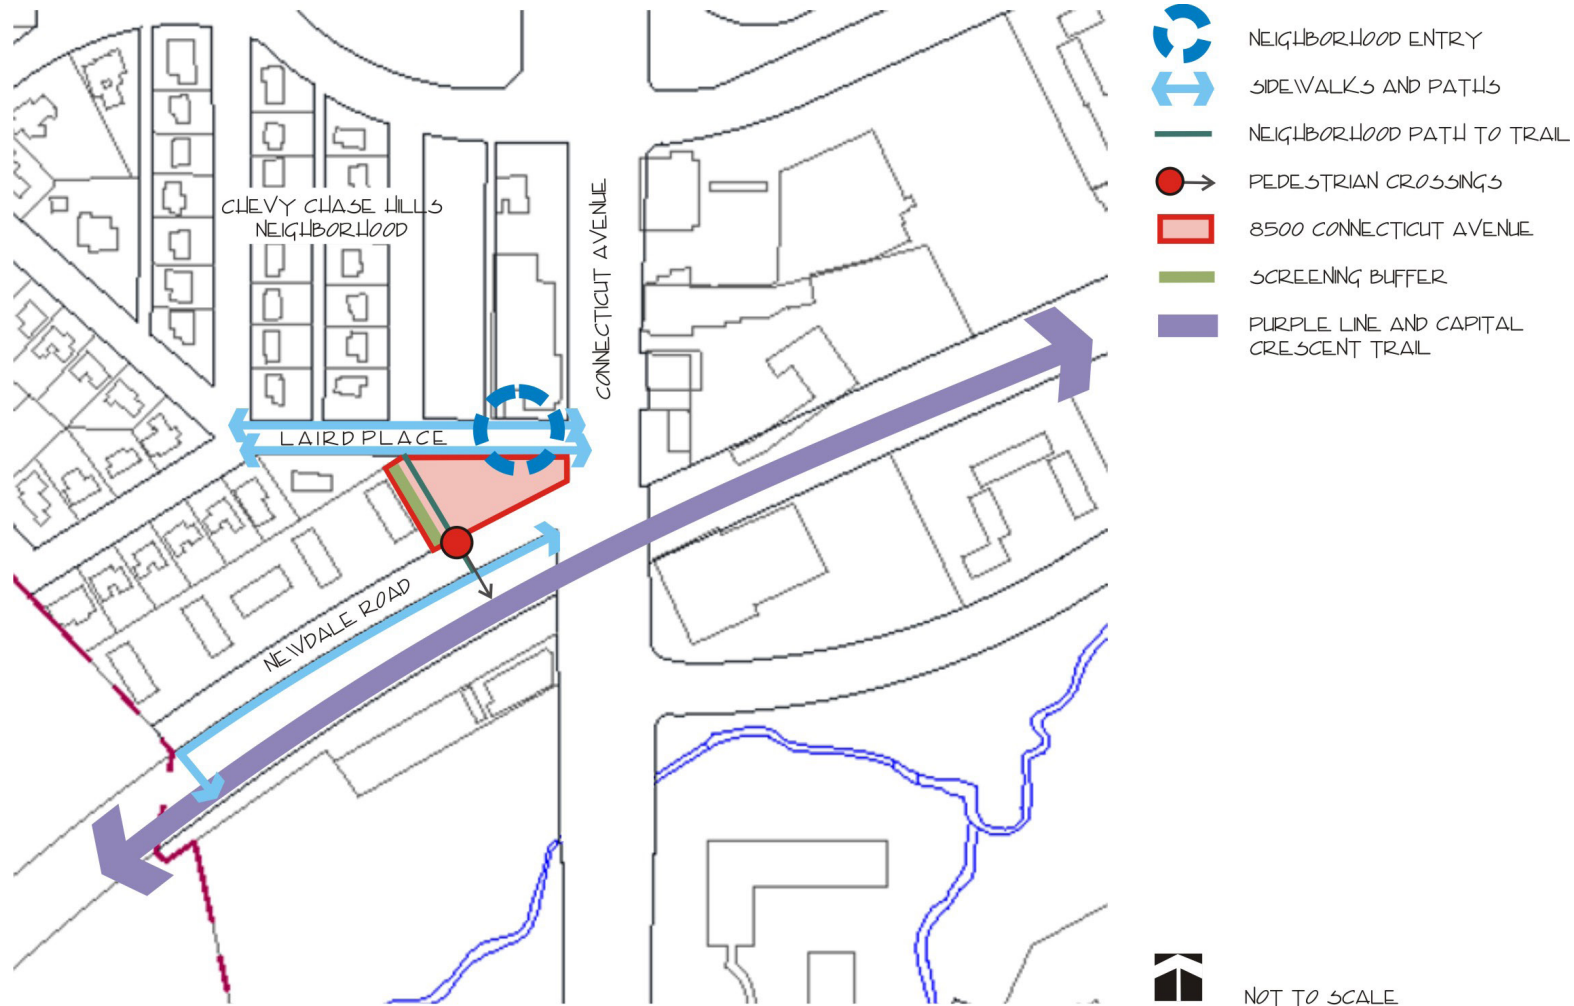 NEIGHBORHOOD ENTRY
SIDEWALKS AND PATHS
NEIGHBORHOOD PATH TO TRAIL
PEDESTRIAN CROSSINGS
8500 CONNECTICUT AVENUE
SCREENING BUFFER
PURPLE LINE AND CAPITAL
CRESCENT TRAIL
CHEVY CHASE HILLS
NEIGHBORHOOD
CONNECTICUT AVENUE
LAIRD PLACE
NEWDALE ROAD
NOT TO SCALE